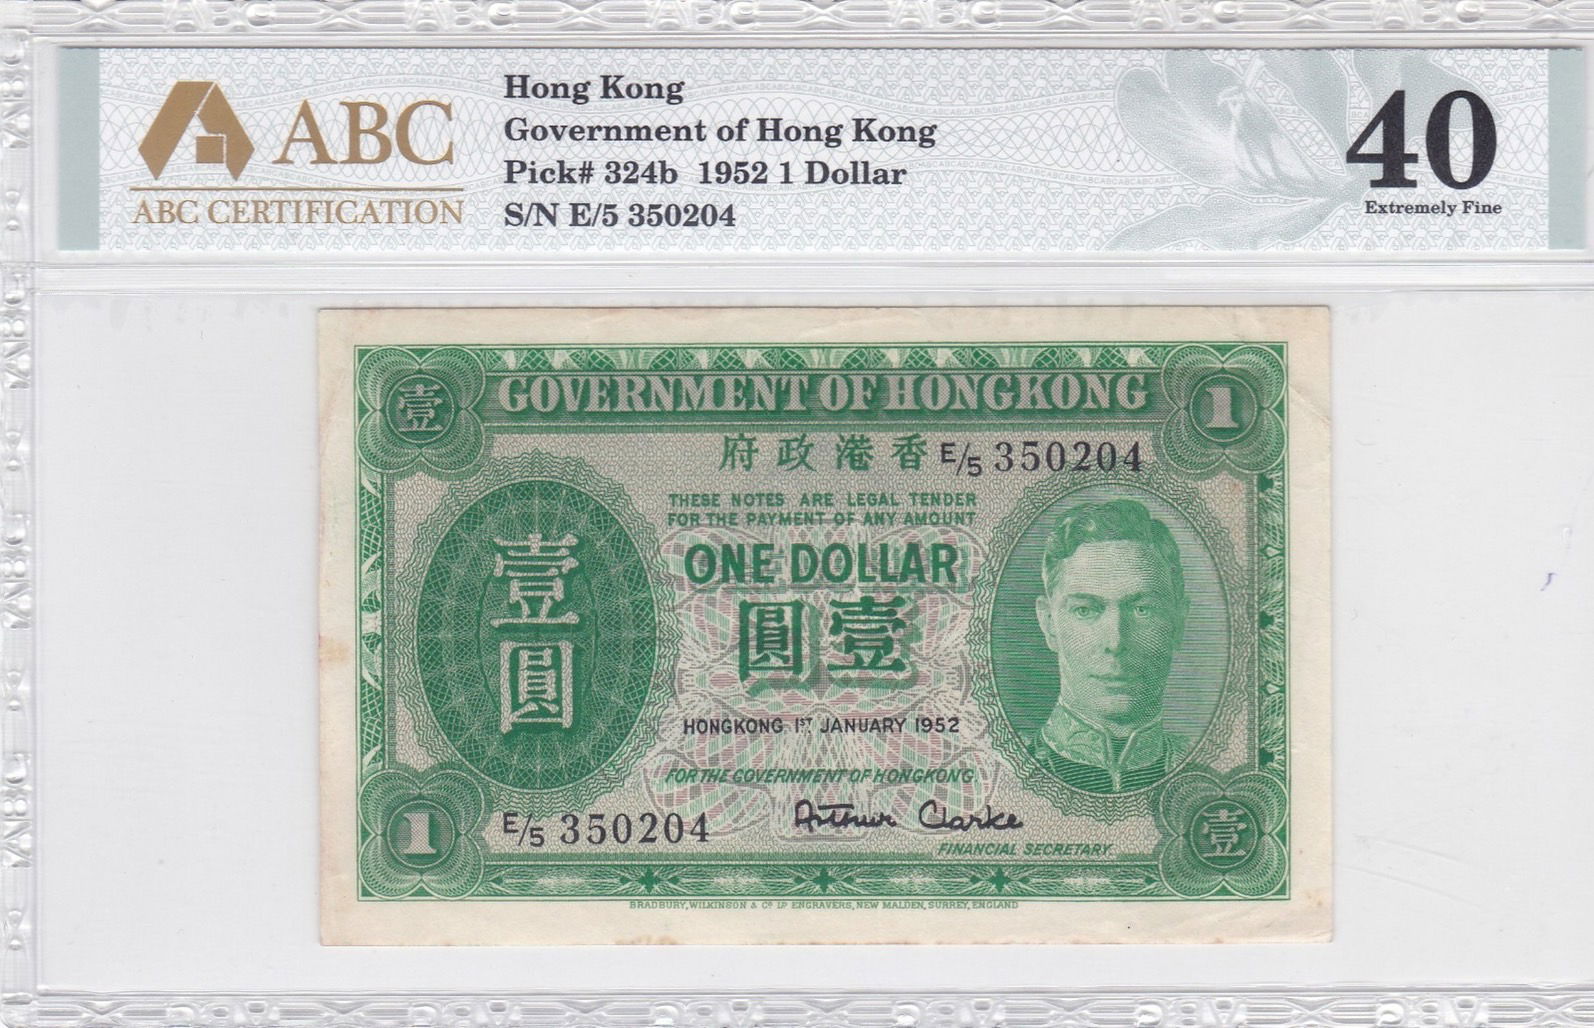 ABC
ABC CERTIFICATION
Hong Kong
Government of Hong Kong
Pick# 324b 1952 1 Dollar
S/N E/5 350204
40
Extremely Fine
壹
GOVERNMENT OF HONGKONG
1
府政港香 E/5 350204
THESE NOTES ARE LEGAL TENDER
FOR THE PAYMENT OF ANY AMOUNT
ONE DOLLAR
圓壹
壹圓
HONGKONG 1ST JANUARY 1952
FOR THE GOVERNMENT OF HONGKONG
Arthur Clarke
FINANCIAL SECRETARY
1
E/5 350204
壹
BRADBURY, WILKINSON & Co LD ENGRAVERS, NEW MALDEN, SURREY, ENGLAND